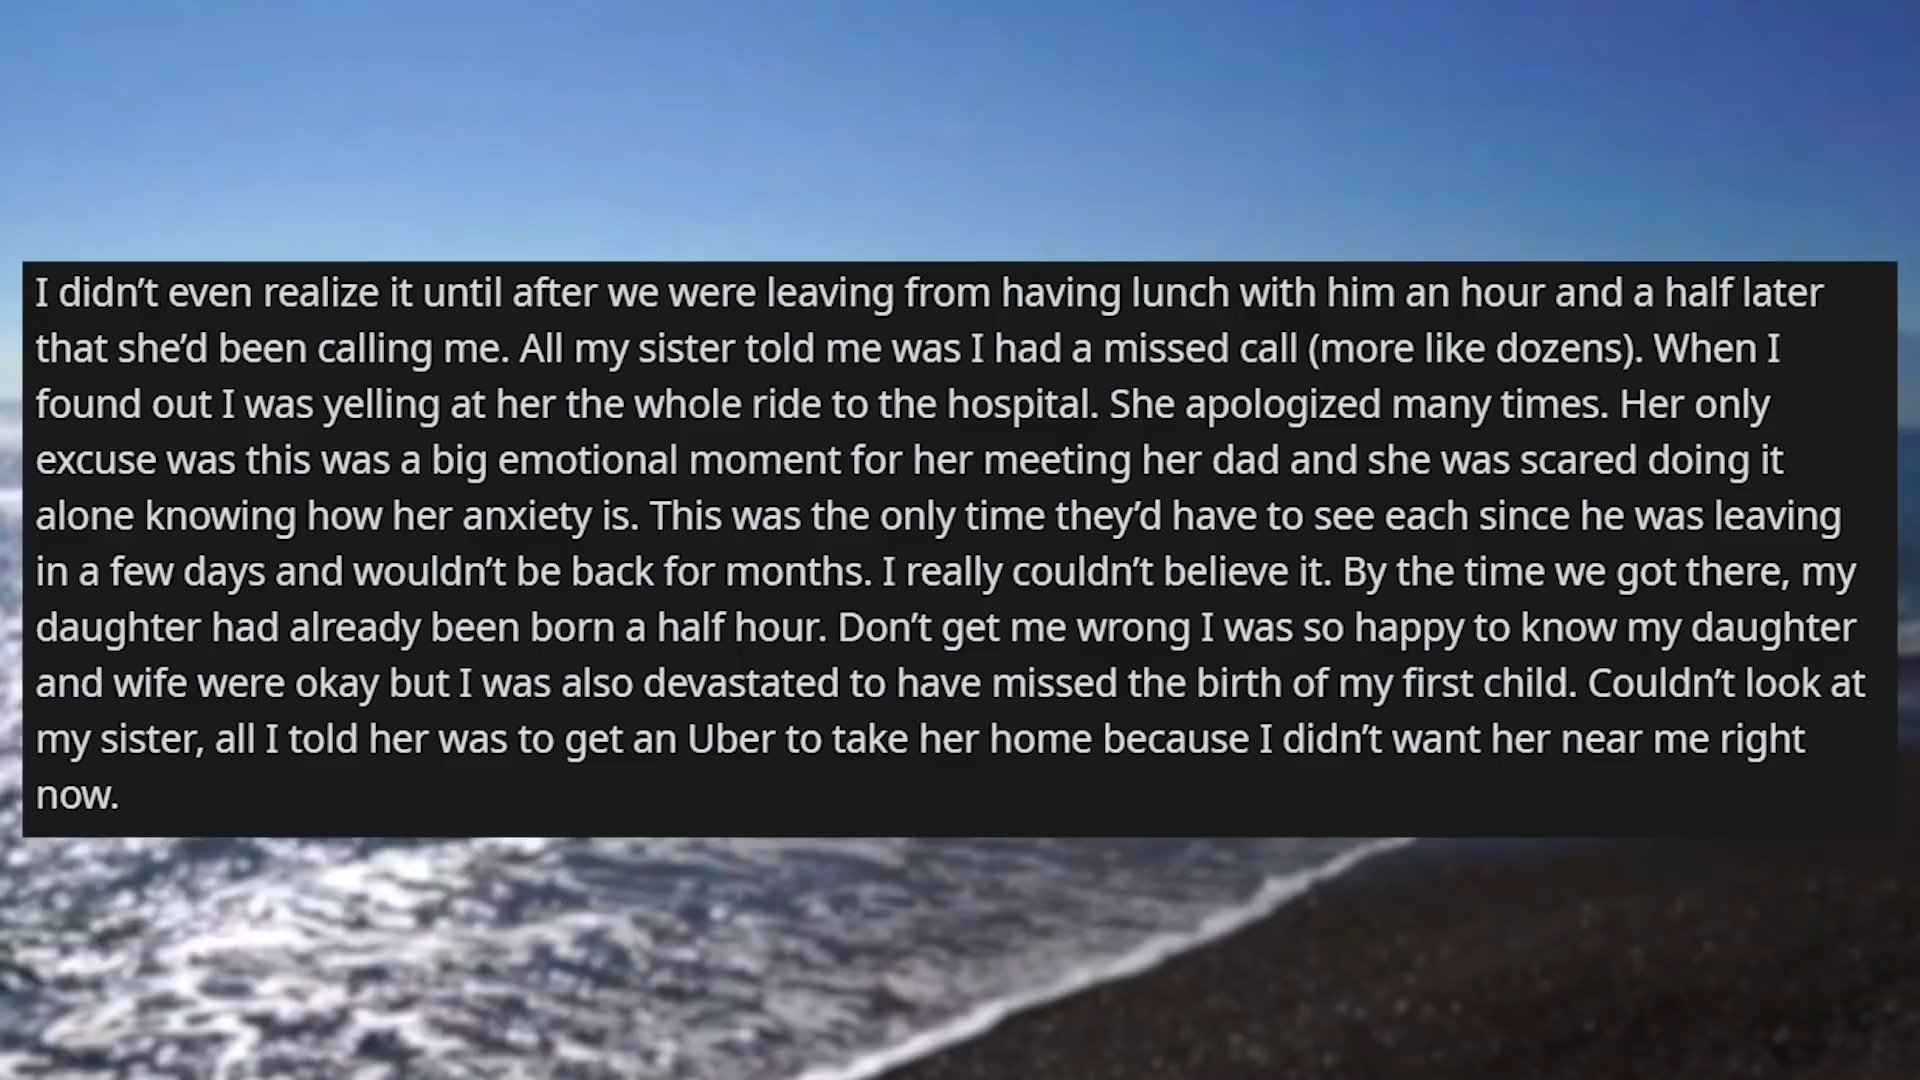 I didn’t even realize it until after we were leaving from having lunch with him an hour and a half later
that she’d been calling me. All my sister told me was I had a missed call (more like dozens). When I
found out I was yelling at her the whole ride to the hospital. She apologized many times. Her only
excuse was this was a big emotional moment for her meeting her dad and she was scared doing it
alone knowing how her anxiety is. This was the only time they’d have to see each since he was leaving
in a few days and wouldn’t be back for months. I really couldn’t believe it. By the time we got there, my
daughter had already been born a half hour. Don’t get me wrong I was so happy to know my daughter
and wife were okay but I was also devastated to have missed the birth of my first child. Couldn’t look at
my sister, all I told her was to get an Uber to take her home because I didn’t want her near me right
now.